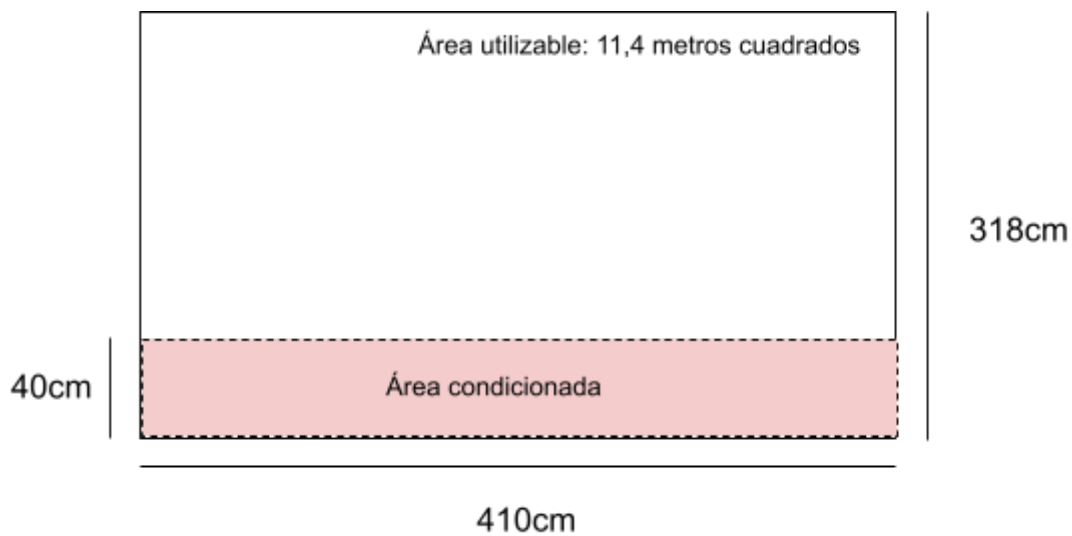 Área utilizable: 11,4 metros cuadrados
318cm
40cm
Área condicionada
410cm